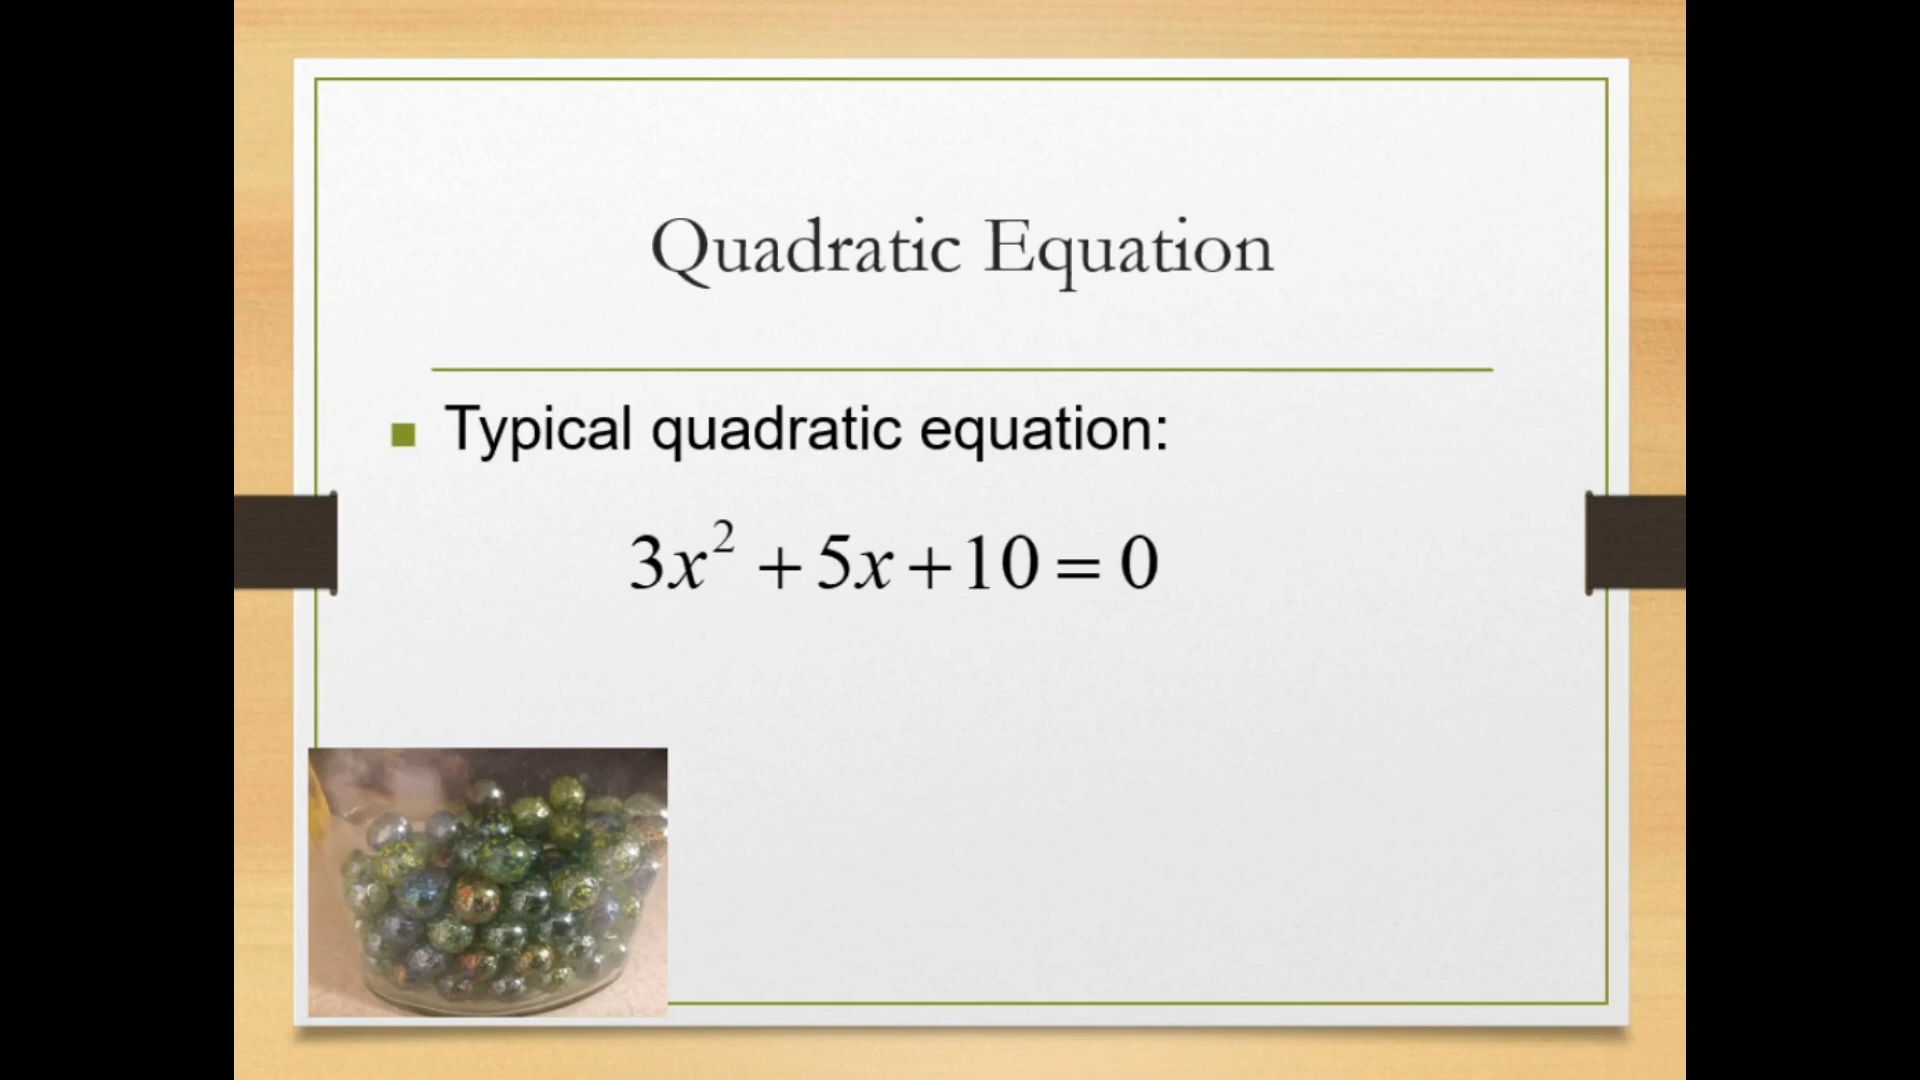 Quadratic Equation
Typical quadratic equation:
3x² + 5x + 10 = 0